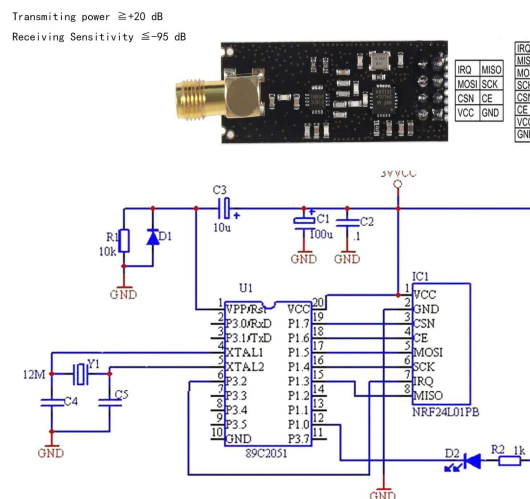 Transmiting power ≧+20 dB
Receiving Sensitivity ≦-95 dB
IRQ MISO
MOSI SCK
CSN CE
VCC GND
IRQ
3VVCC
C3
10u
R1
10k
D1
C1
100u
C2
.1
GND
GND
GND
U1
IC1
1 VPP/Rst VCC 20
2 P3.0/RxD P1.7 19
3 P3.1/TxD P1.6 18
4 XTAL1 P1.5 17
5 XTAL2 P1.4 16
6 P3.2 P1.3 15
7 P3.3 P1.2 14
8 P3.4 P1.1 13
9 P3.5 P1.0 12
10 GND P3.7 11
89C2051
1 VCC
2 GND
3 CSN
4 CE
5 MOSI
6 SCK
7 IRQ
8 MISO
NRF24L01PB
12M
Y1
C4
C5
GND
D2
R2 1k
GND